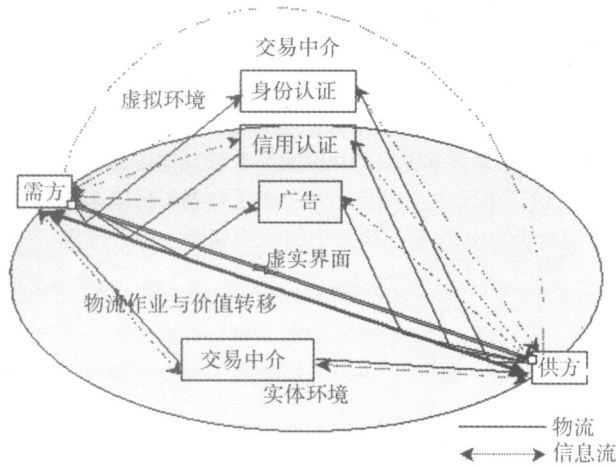 交易中介
虚拟环境
身份认证
信用认证
需方
广告
虚实界面
物流作业与价值转移
交易中介
供方
实体环境
物流
信息流